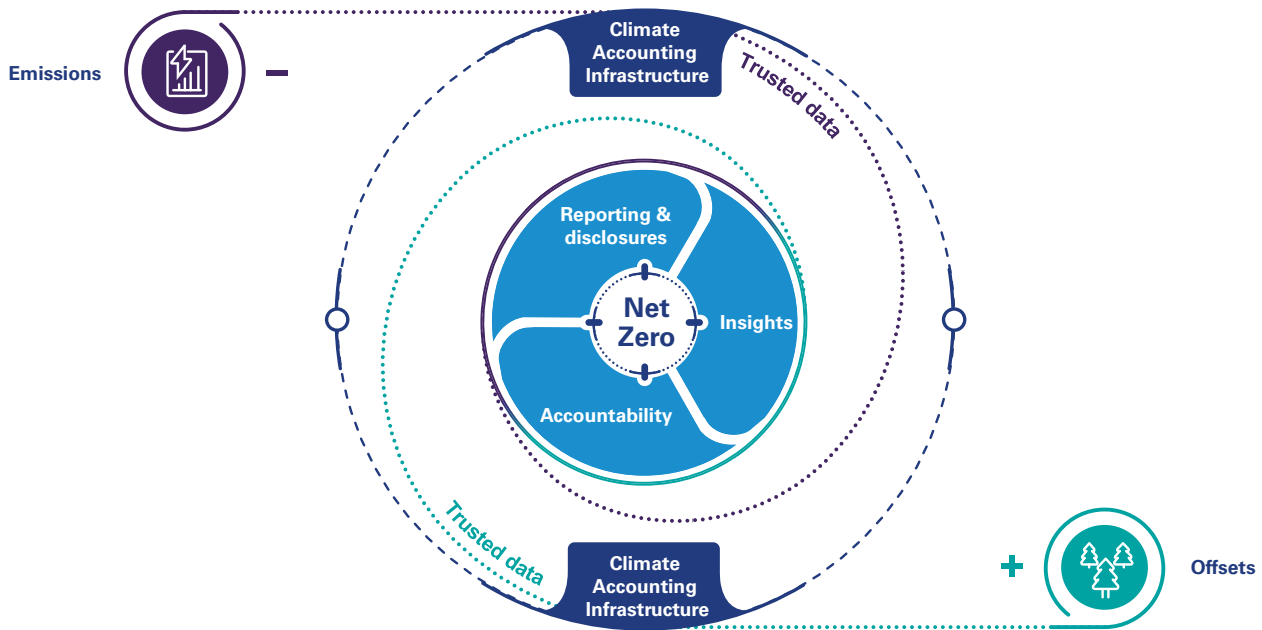 Climate
Accounting
Infrastructure
Emissions
−
Trusted data
Reporting &
disclosures
Net
Zero
Insights
Accountability
Trusted data
Climate
Accounting
Infrastructure
+
Offsets